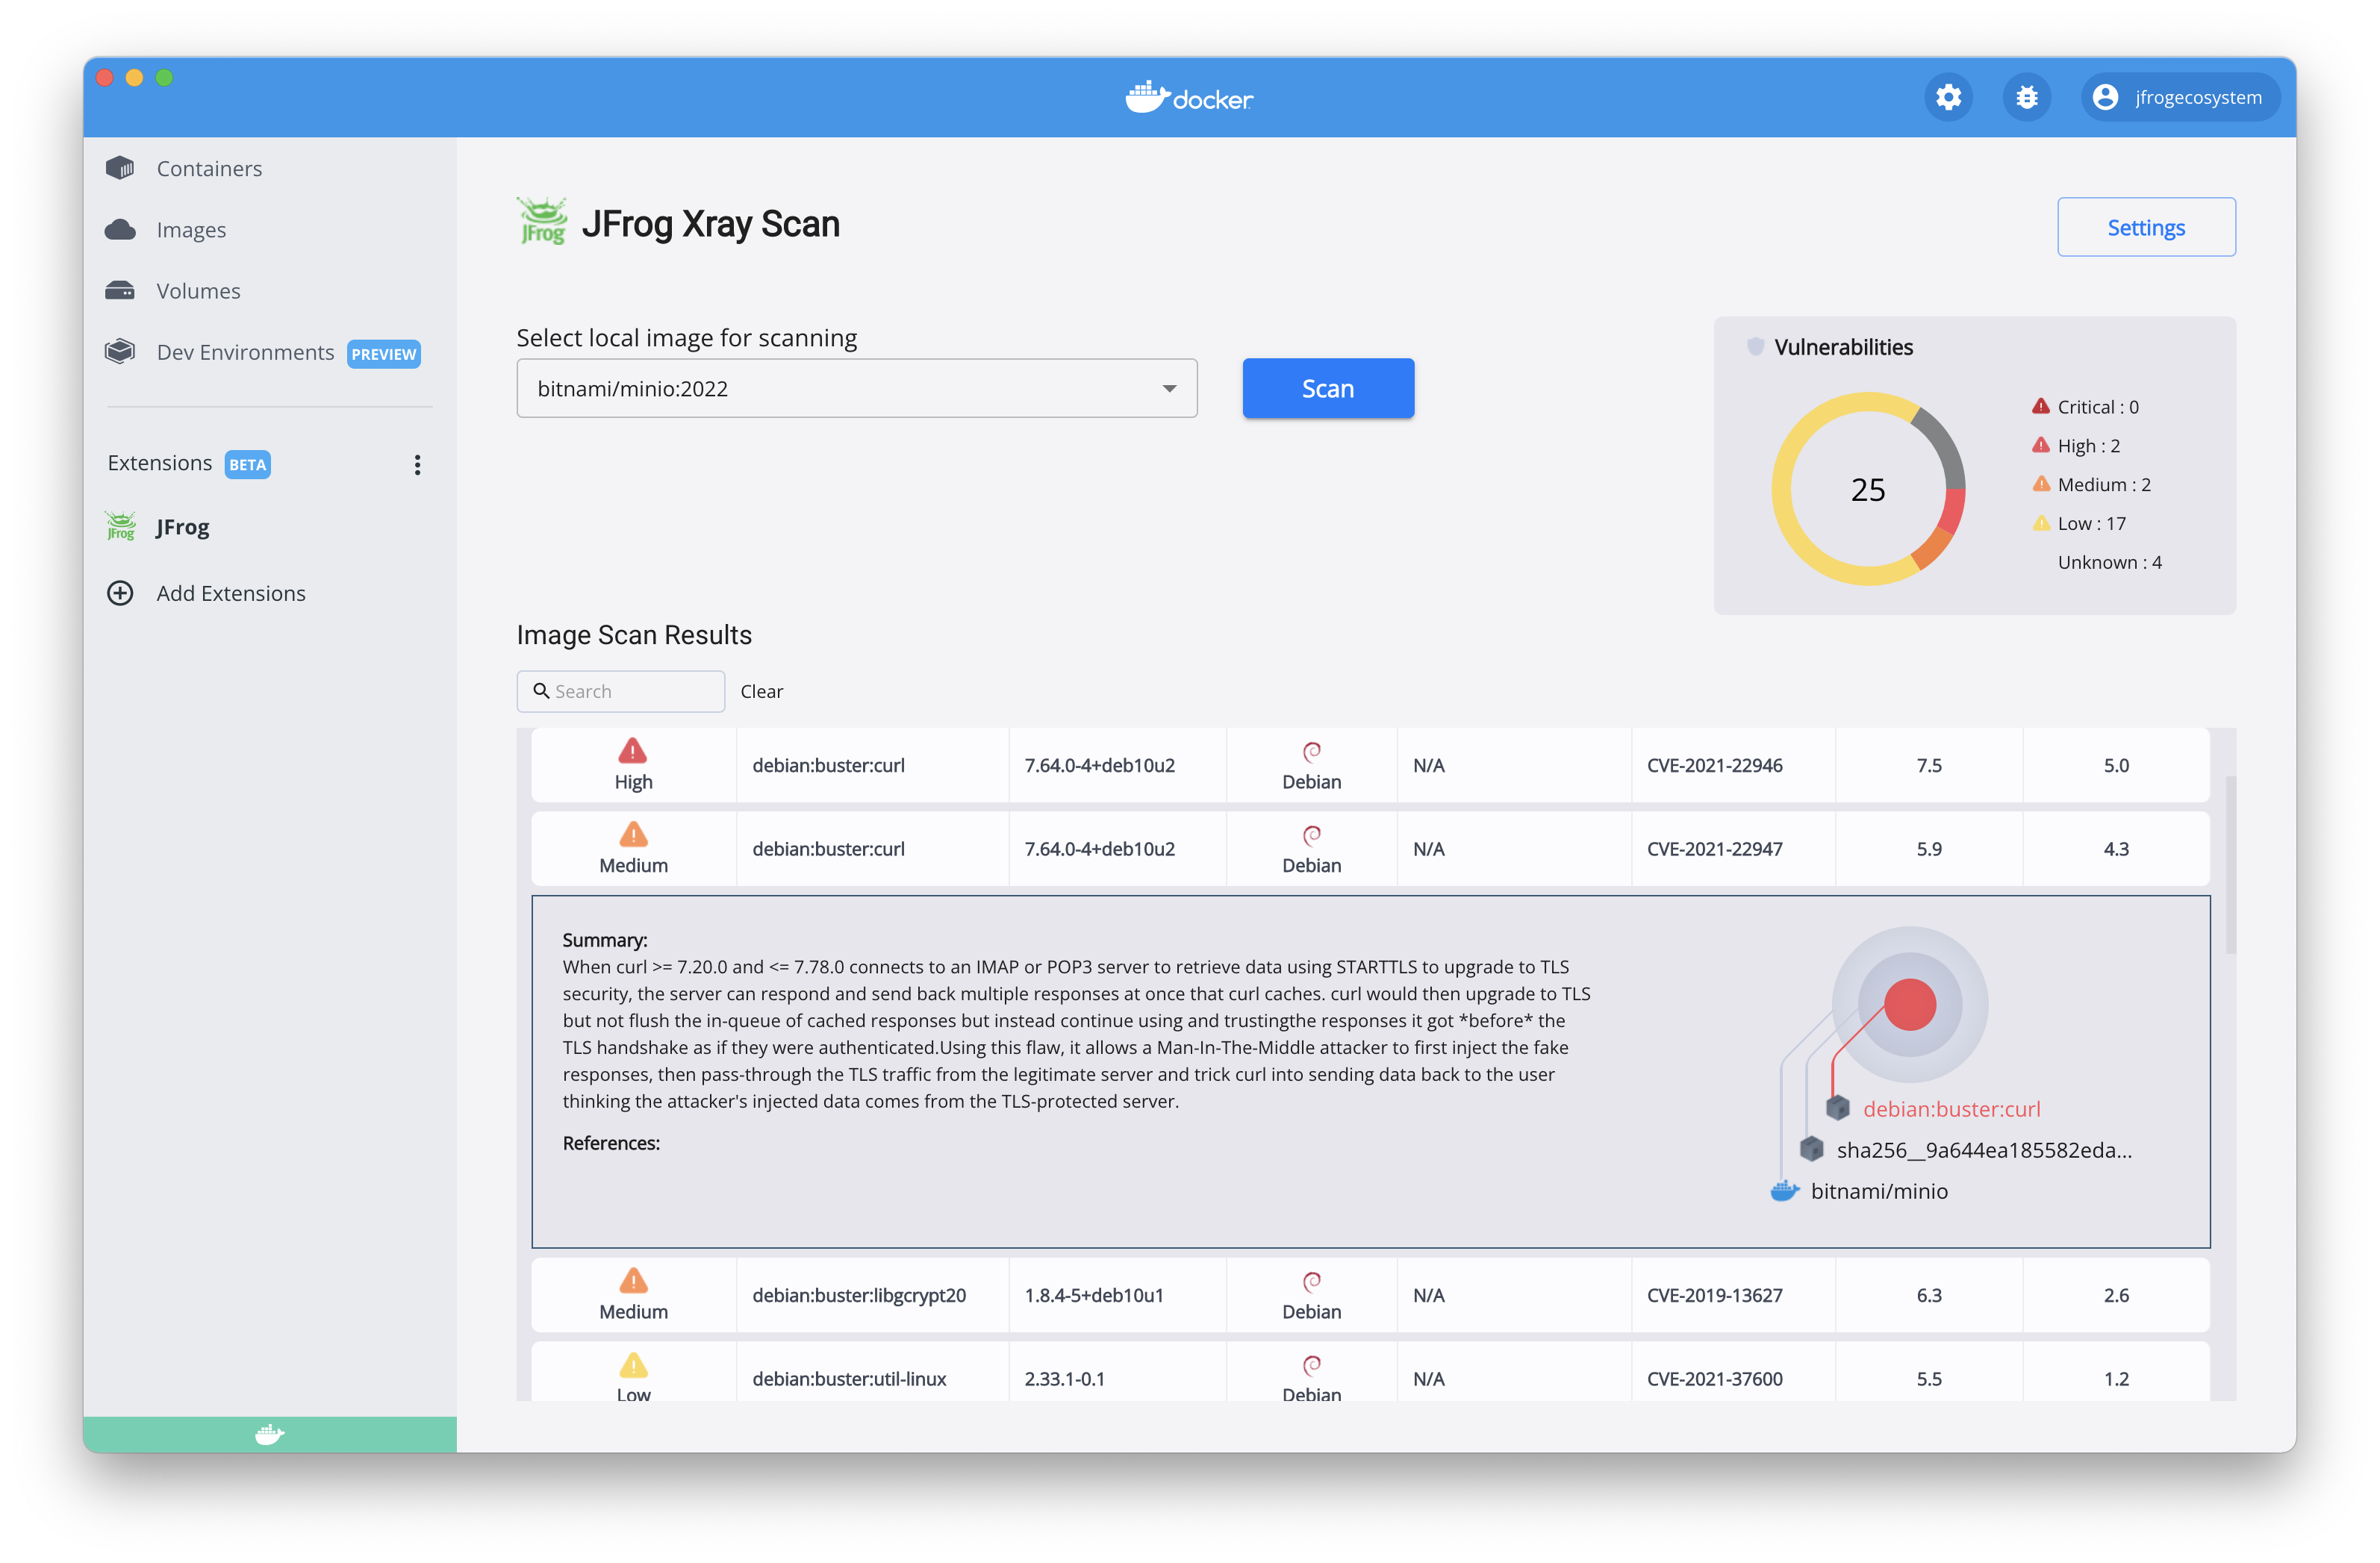 docker
jfrogecosystem
Containers
Images
Volumes
Dev Environments PREVIEW
Extensions BETA
JFrog
JFrog
Add Extensions
JFrog
JFrog Xray Scan
Settings
Select local image for scanning
bitnami/minio:2022
Scan
Vulnerabilities
25
Critical : 0
High : 2
Medium : 2
Low : 17
Unknown : 4
Image Scan Results
Search
Clear
High debian:buster:curl 7.64.0-4+deb10u2 Debian N/A CVE-2021-22946 7.5 5.0
Medium debian:buster:curl 7.64.0-4+deb10u2 Debian N/A CVE-2021-22947 5.9 4.3
Summary:
When curl >= 7.20.0 and <= 7.78.0 connects to an IMAP or POP3 server to retrieve data using STARTTLS to upgrade to TLS
security, the server can respond and send back multiple responses at once that curl caches. curl would then upgrade to TLS
but not flush the in-queue of cached responses but instead continue using and trustingthe responses it got *before* the
TLS handshake as if they were authenticated.Using this flaw, it allows a Man-In-The-Middle attacker to first inject the fake
responses, then pass-through the TLS traffic from the legitimate server and trick curl into sending data back to the user
thinking the attacker's injected data comes from the TLS-protected server.
References:
debian:buster:curl
sha256__9a644ea185582eda...
bitnami/minio
Medium debian:buster:libgcrypt20 1.8.4-5+deb10u1 Debian N/A CVE-2019-13627 6.3 2.6
Low debian:buster:util-linux 2.33.1-0.1 Debian N/A CVE-2021-37600 5.5 1.2